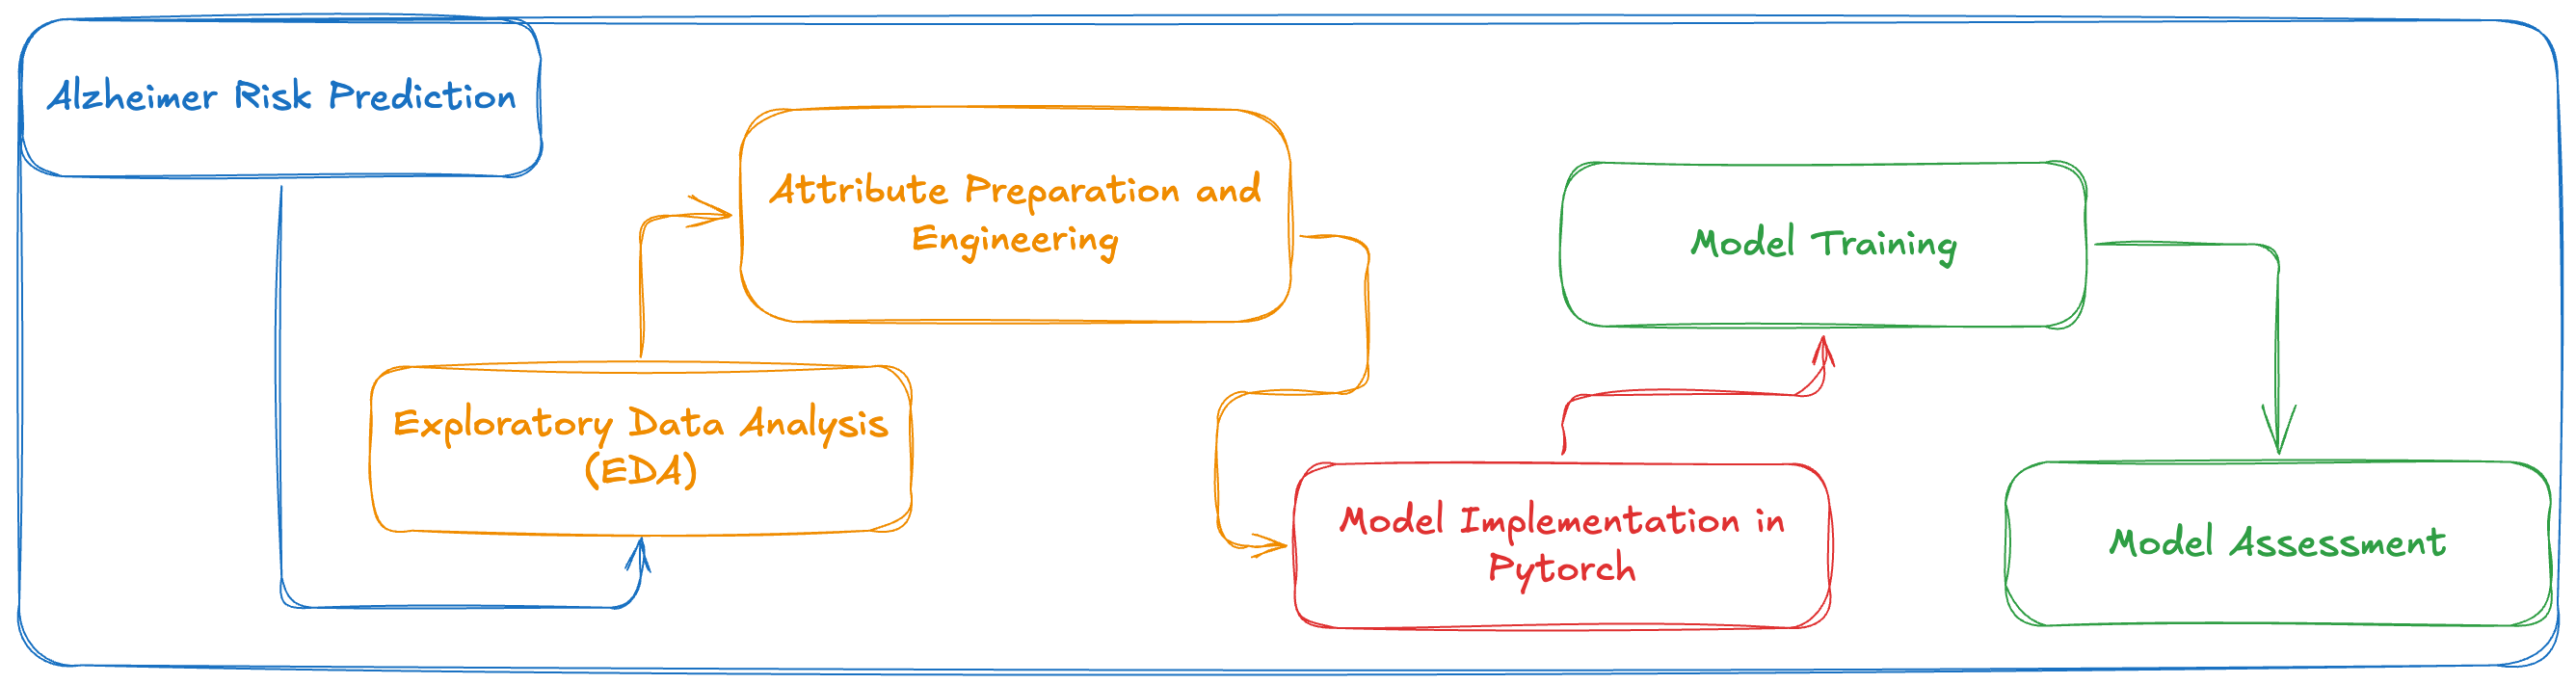 Alzheimer Risk Prediction
Exploratory Data Analysis
(EDA)
Attribute Preparation and
Engineering
Model Implementation in
Pytorch
Model Training
Model Assessment